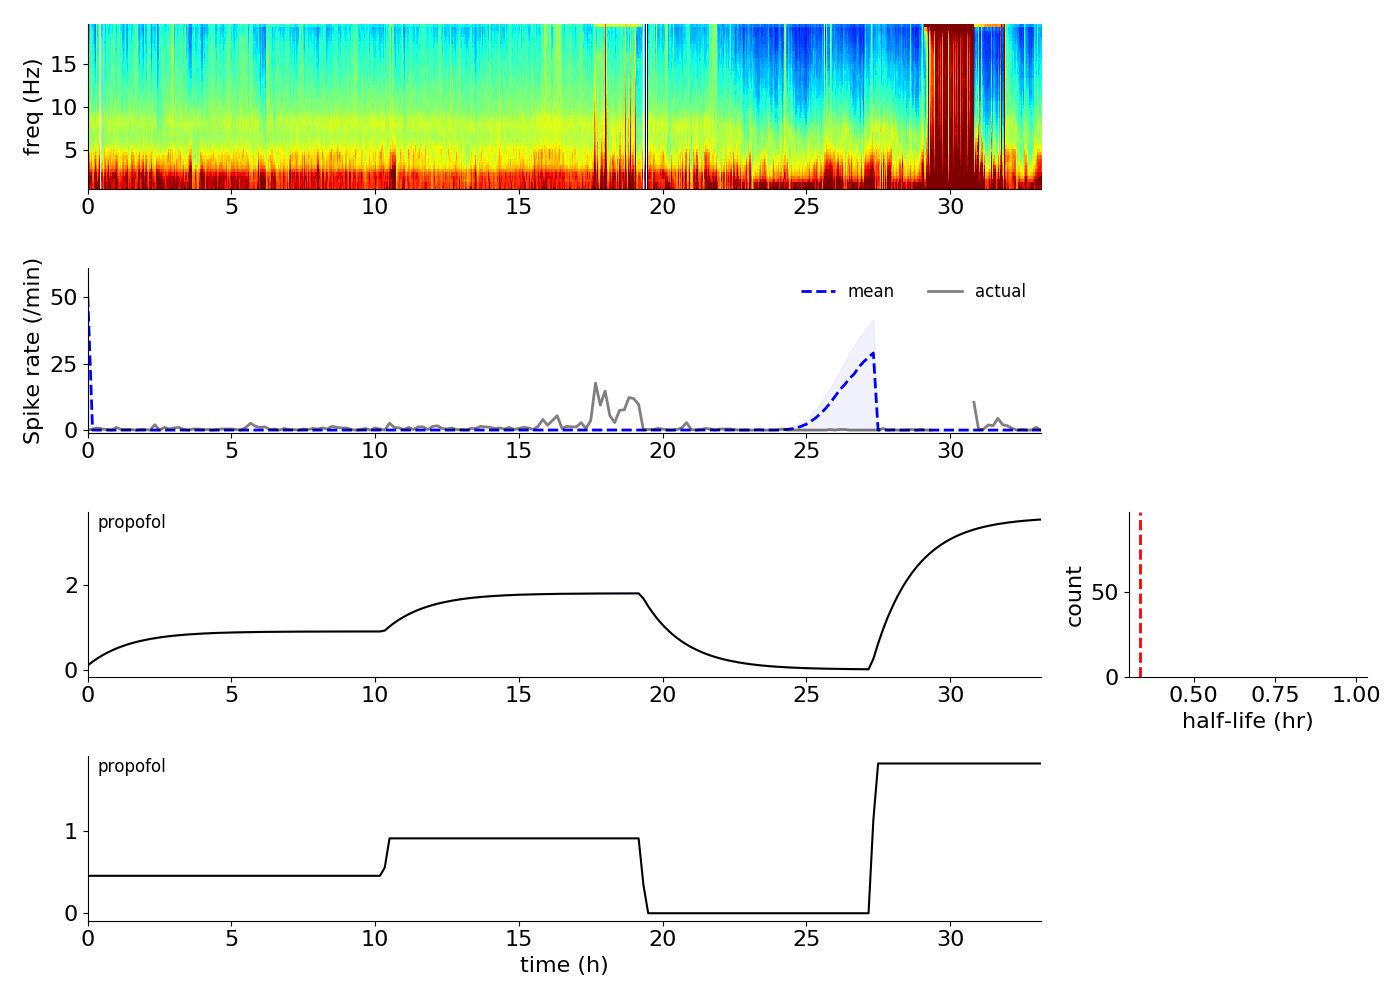 freq (Hz)
15
10
5
0 5 10 15 20 25 30
Spike rate (/min)
50
25
0
mean actual
0 5 10 15 20 25 30
propofol
2
0
0 5 10 15 20 25 30
count
50
0
0.50 0.75 1.00
half-life (hr)
propofol
1
0
0 5 10 15 20 25 30
time (h)